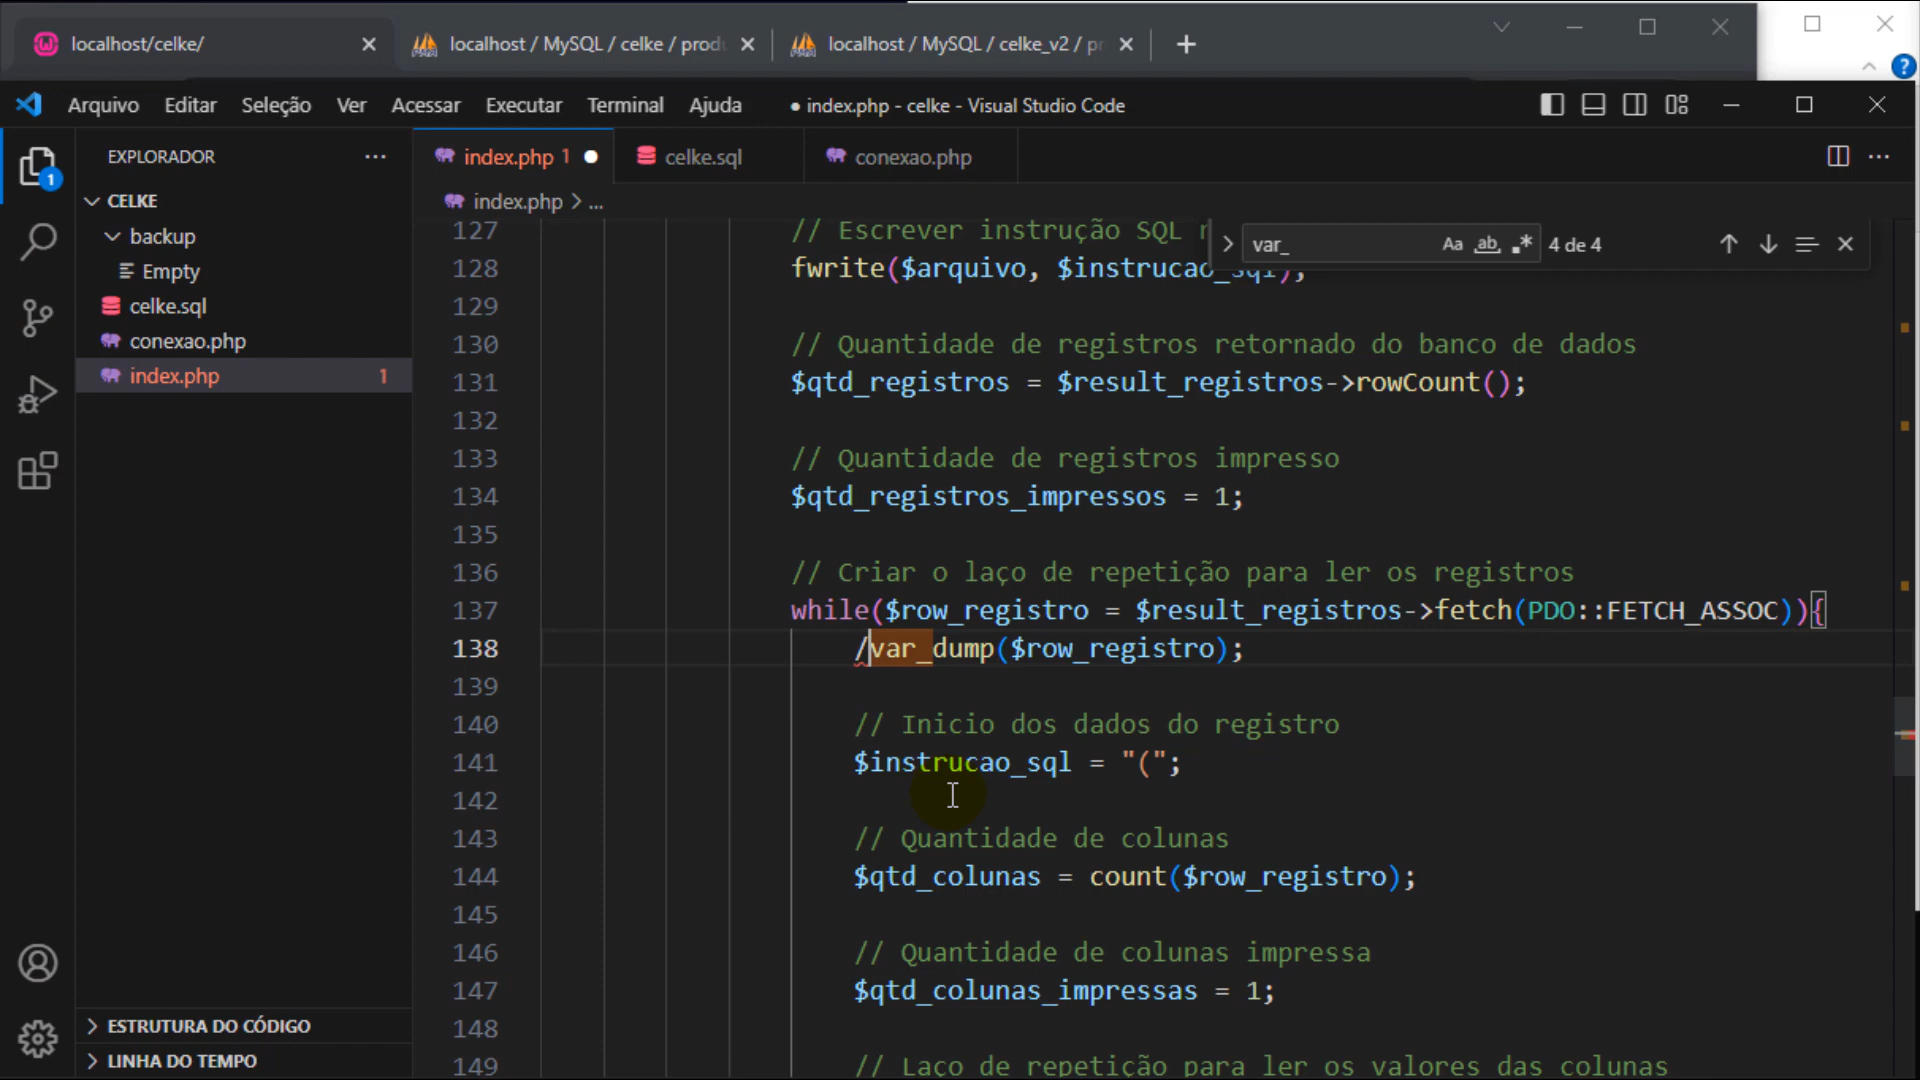 localhost/celke/
localhost / MySQL / celke / prod
localhost / MySQL / celke_v2 / pr
Arquivo Editar Seleção Ver Acessar Executar Terminal Ajuda
● index.php - celke - Visual Studio Code
EXPLORADOR
index.php 1
celke.sql
conexao.php
CELKE
index.php > ...
backup
Empty
celke.sql
conexao.php
index.php 1
1
var_
Aa ab 4 de 4
127 // Escrever instrução SQL
128 fwrite($arquivo, $instrucao_sql);
129
130 // Quantidade de registros retornado do banco de dados
131 $qtd_registros = $result_registros->rowCount();
132
133 // Quantidade de registros impresso
134 $qtd_registros_impressos = 1;
135
136 // Criar o laço de repetição para ler os registros
137 while($row_registro = $result_registros->fetch(PDO::FETCH_ASSOC)){
138 /var_dump($row_registro);
139
140 // Inicio dos dados do registro
141 $instrucao_sql = "(";
142
143 // Quantidade de colunas
144 $qtd_colunas = count($row_registro);
145
146 // Quantidade de colunas impressa
147 $qtd_colunas_impressas = 1;
148
149 // Laço de repetição para ler os valores das colunas
ESTRUTURA DO CÓDIGO
LINHA DO TEMPO